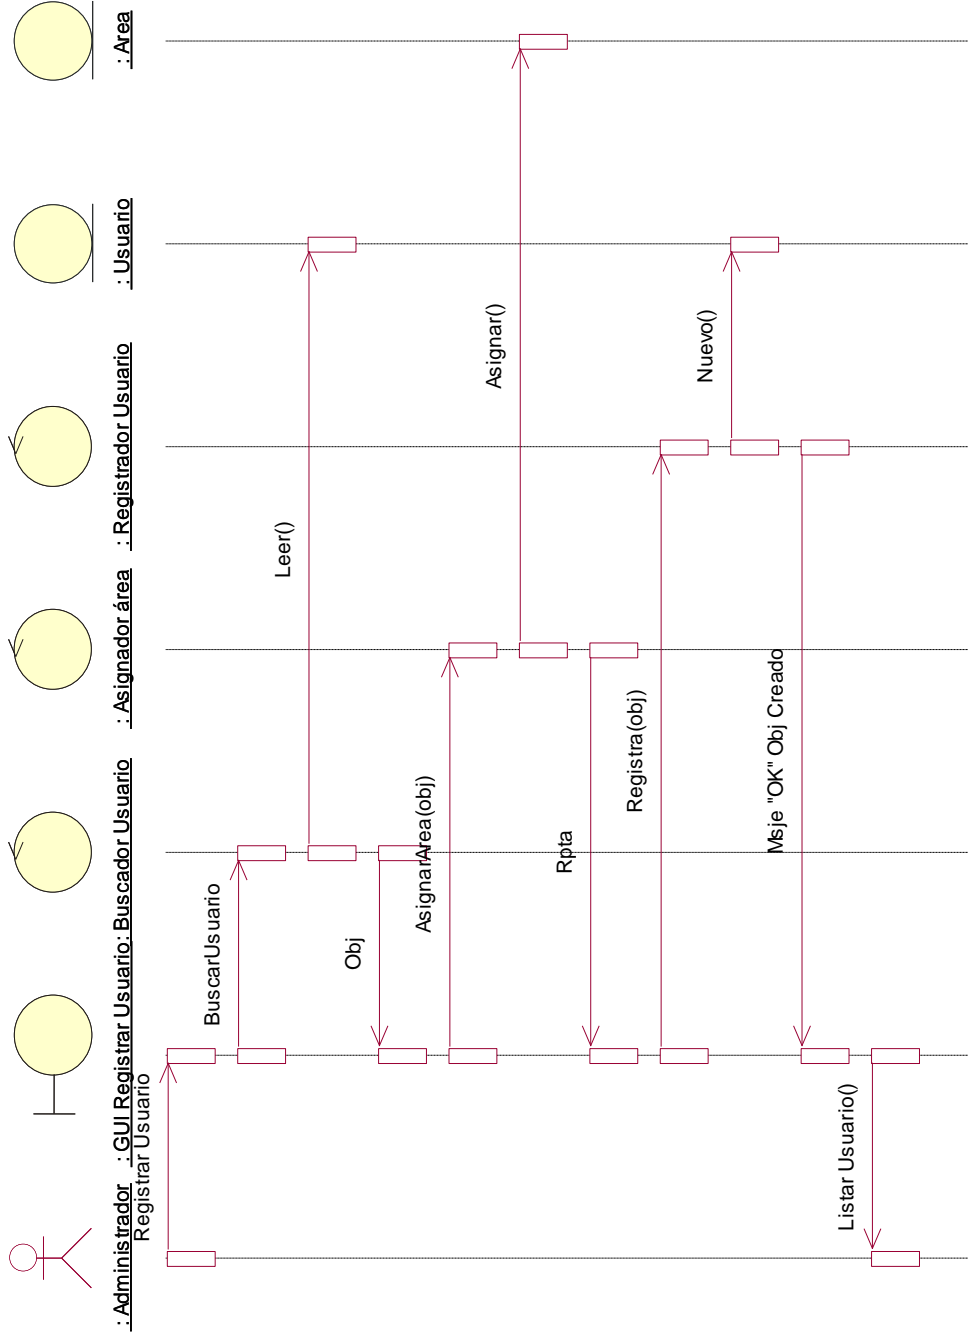 : Administrador
: GUI Registrar Usuario
: Buscador Usuario
: Asignador área
: Registrador Usuario
: Usuario
: Area
Registrar Usuario
BuscarUsuario
Leer()
Obj
AsignarArea(obj)
Asignar()
Rpta
Registra(obj)
Nuevo()
Msje "OK" Obj Creado
Listar Usuario()